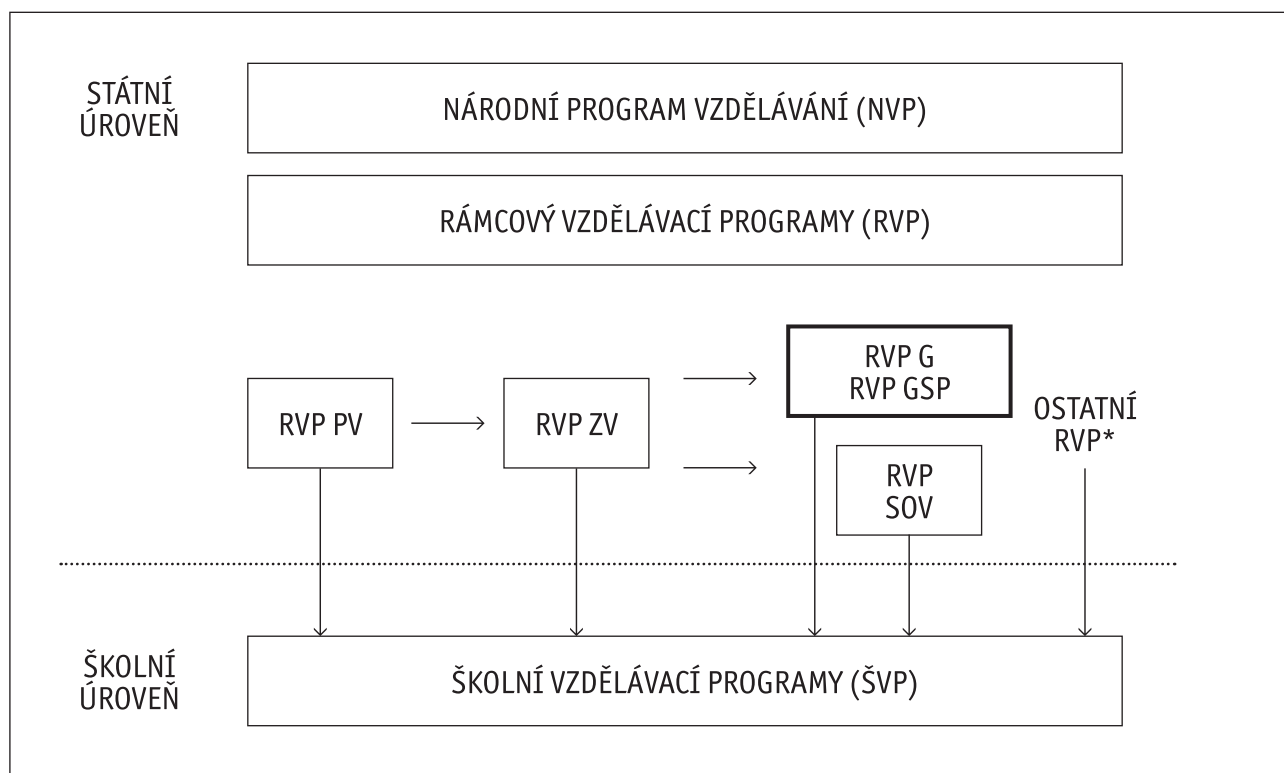 STÁTNÍ
ÚROVEŇ
NÁRODNÍ PROGRAM VZDĚLÁVÁNÍ (NVP)
RÁMCOVÝ VZDĚLÁVACÍ PROGRAMY (RVP)
RVP PV
RVP ZV
RVP G
RVP GSP
RVP
SOV
OSTATNÍ
RVP*
ŠKOLNÍ
ÚROVEŇ
ŠKOLNÍ VZDĚLÁVACÍ PROGRAMY (ŠVP)